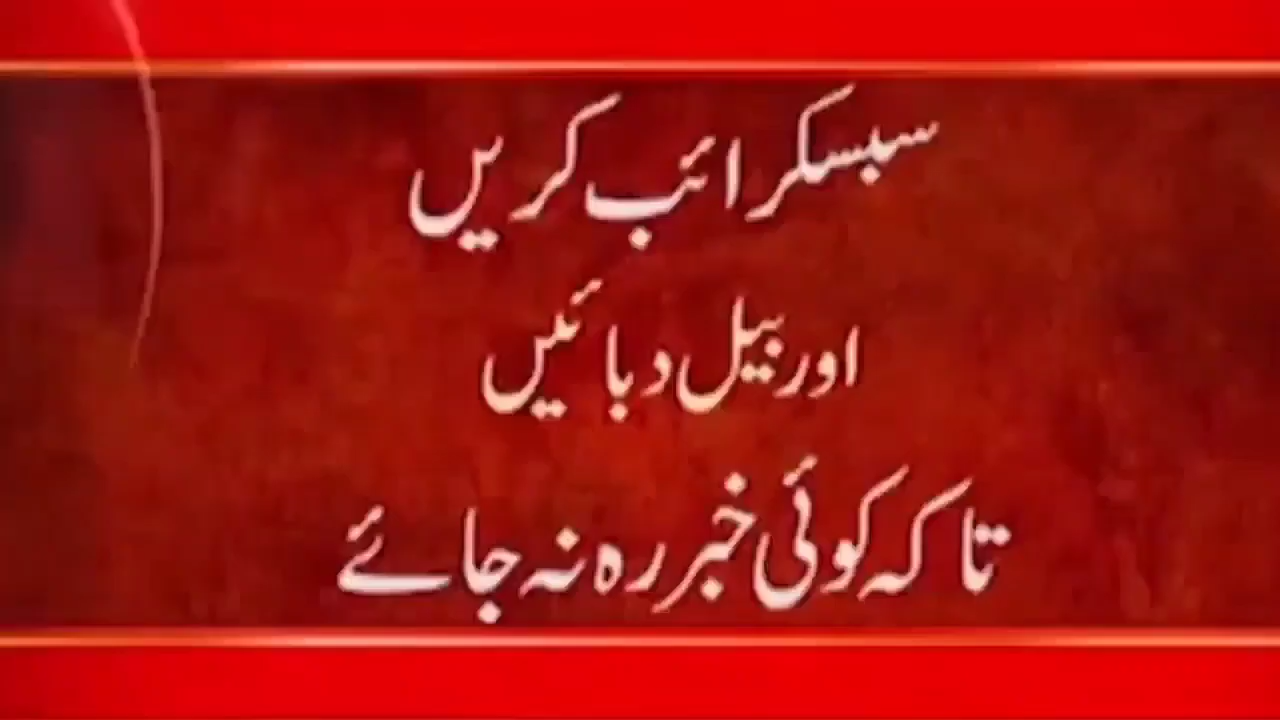 سبسکرائب کریں
اور بیل دبائیں
تاکہ کوئی خبر رہ نہ جائے